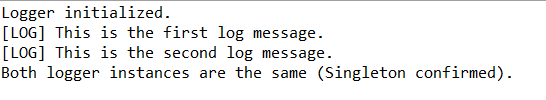 Logger initialized.
[LOG] This is the first log message.
[LOG] This is the second log message.
Both logger instances are the same (Singleton confirmed).